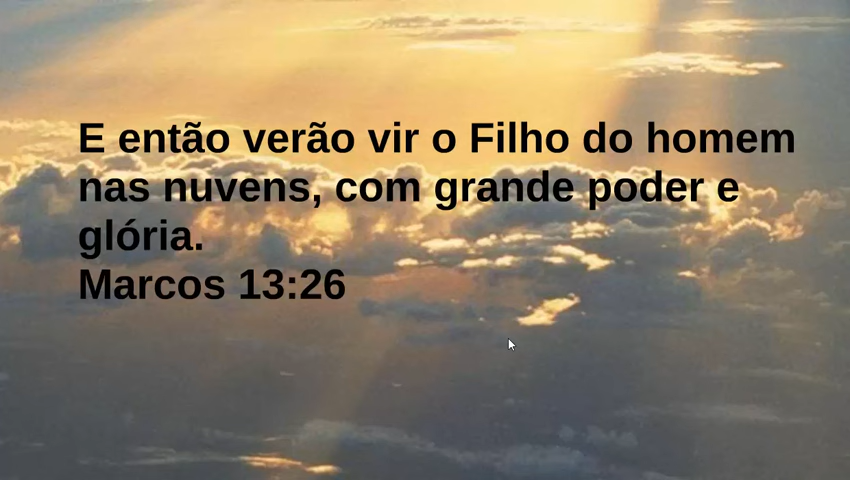 E então verão vir o Filho do homem
nas nuvens, com grande poder e
glória.
Marcos 13:26